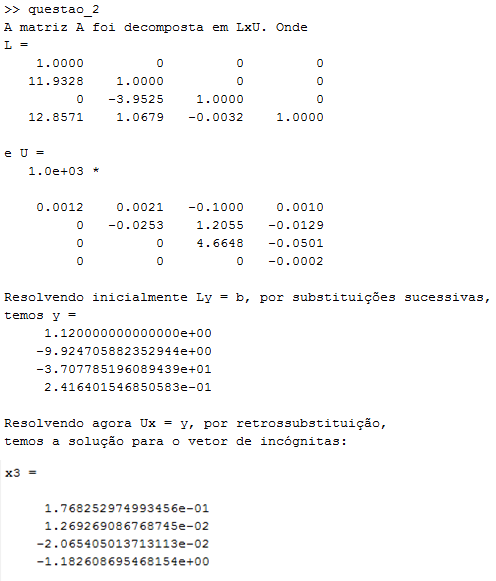 >> questao_2
A matriz A foi decomposta em LxU. Onde
L =
1.0000 0 0 0
11.9328 1.0000 0 0
0 -3.9525 1.0000 0
12.8571 1.0679 -0.0032 1.0000
e U =
1.0e+03 *
0.0012 0.0021 -0.1000 0.0010
0 -0.0253 1.2055 -0.0129
0 0 4.6648 -0.0501
0 0 0 -0.0002
Resolvendo inicialmente Ly = b, por substituições sucessivas,
temos y =
1.120000000000000e+00
-9.924705882352944e+00
-3.707785196089439e+01
2.416401546850583e-01
Resolvendo agora Ux = y, por retrossubstituição,
temos a solução para o vetor de incógnitas:
x3 =
1.768252974993456e-01
1.269269086768745e-02
-2.065405013713113e-02
-1.182608695468154e+00